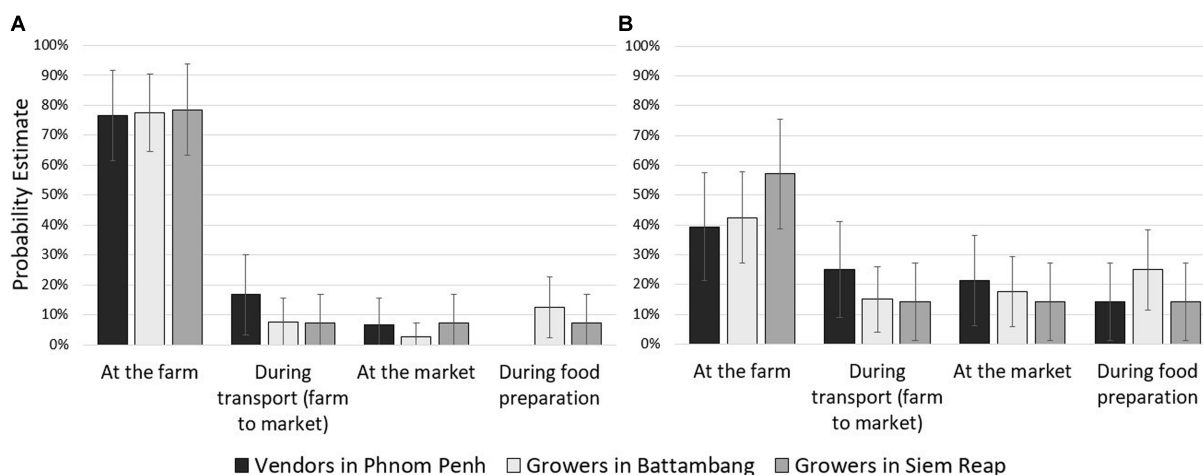 A
B
Probability Estimate
100%
90%
80%
70%
60%
50%
40%
30%
20%
10%
0%
At the farm
During
transport (farm
to market)
At the market
During food
preparation
100%
90%
80%
70%
60%
50%
40%
30%
20%
10%
0%
At the farm
During
transport (farm
to market)
At the market
During food
preparation
Vendors in Phnom Penh
Growers in Battambang
Growers in Siem Reap